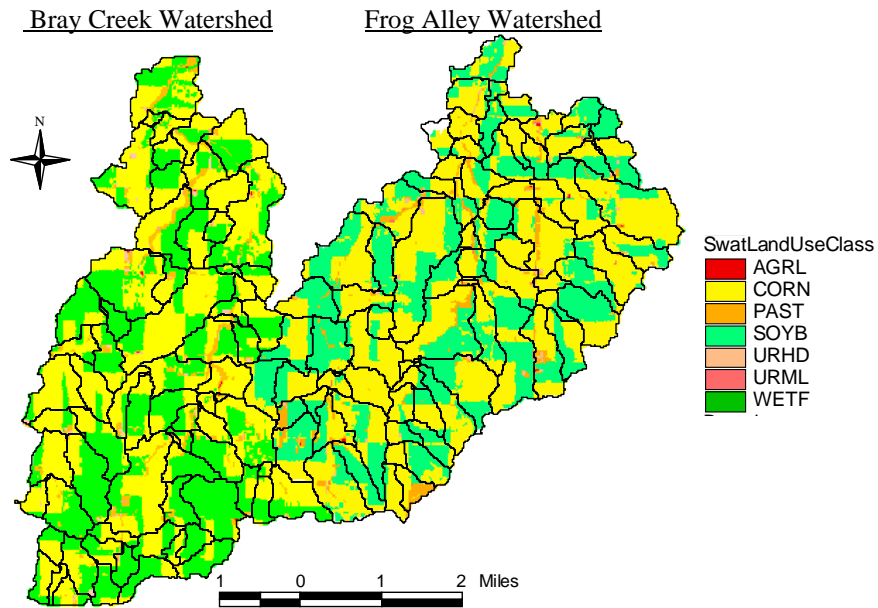 Bray Creek Watershed Frog Alley Watershed
N
SwatLandUseClass
AGRL
CORN
PAST
SOYB
URHD
URML
WETF
1 0 1 2 Miles